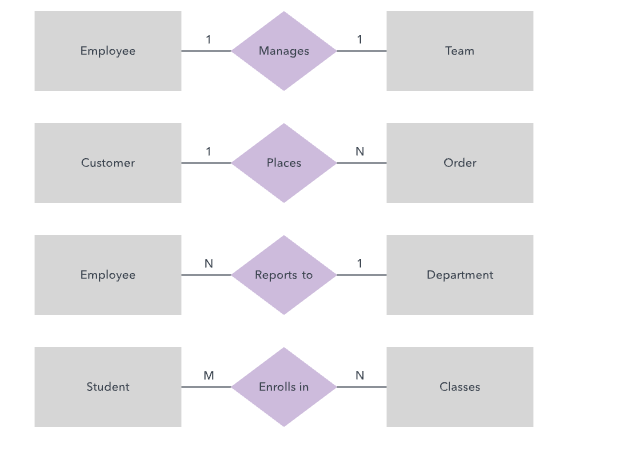 1 1
Employee Manages Team
1 N
Customer Places Order
N 1
Employee Reports to Department
M N
Student Enrolls in Classes